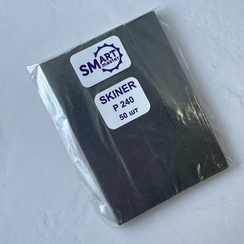 SMART
master
SKINER
P 240
50 шт